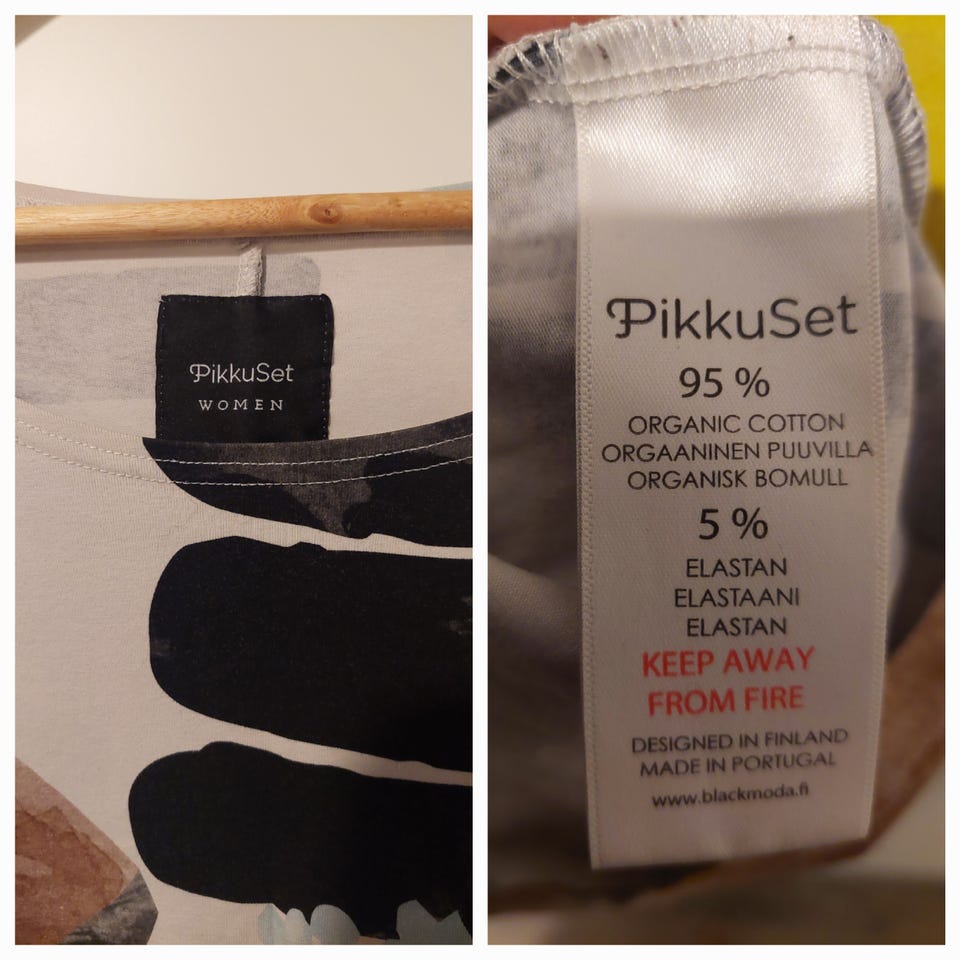 PikkuSet
WOMEN
PikkuSet
95 %
ORGANIC COTTON
ORGAANINEN PUUVILLA
ORGANISK BOMULL
5 %
ELASTAN
ELASTAANI
ELASTAN
KEEP AWAY
FROM FIRE
DESIGNED IN FINLAND
MADE IN PORTUGAL
www.blackmoda.fi